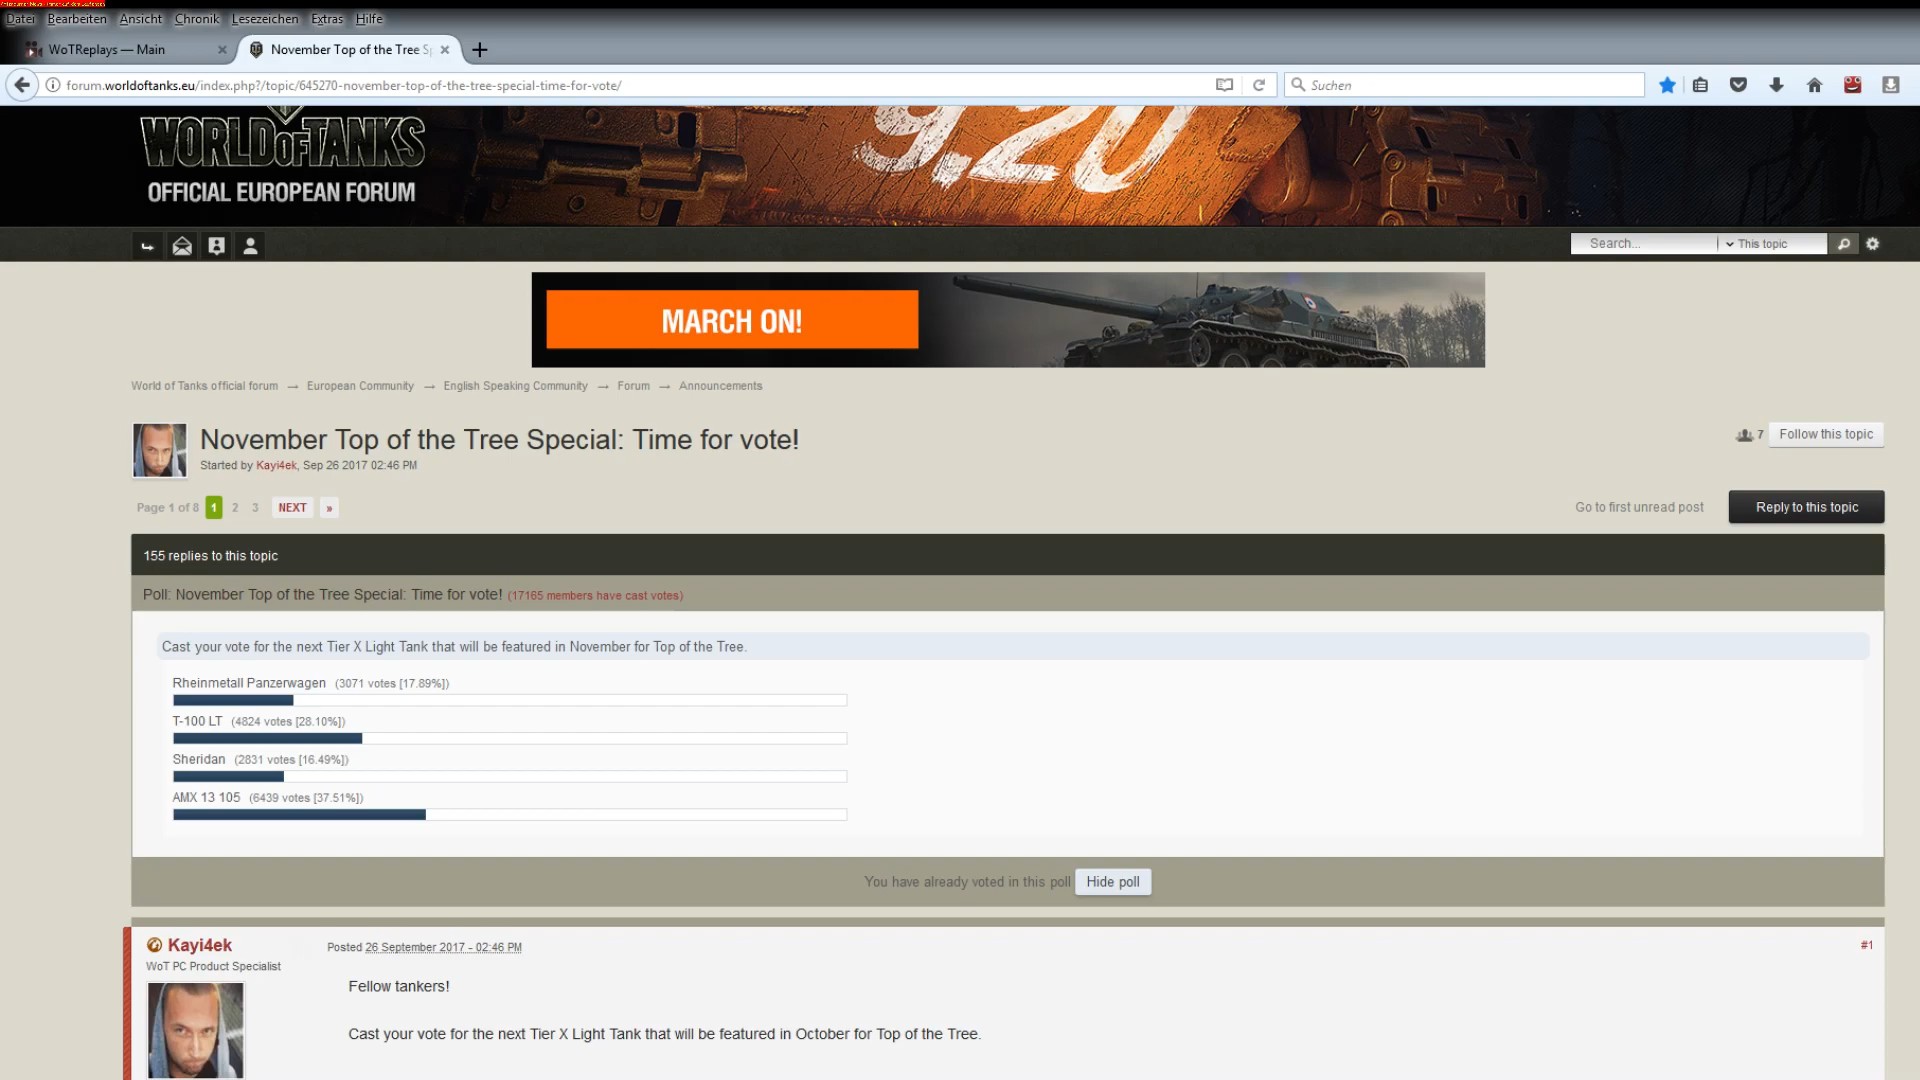 Datei Bearbeiten Ansicht Chronik Lesezeichen Extras Hilfe
WoTReplays — Main
November Top of the Tree Sp
forum.worldoftanks.eu/index.php?/topic/645270-november-top-of-the-tree-special-time-for-vote/
Suchen
WORLD OF TANKS
9.20
OFFICIAL EUROPEAN FORUM
Search...
This topic
MARCH ON!
World of Tanks official forum → European Community → English Speaking Community → Forum → Announcements
November Top of the Tree Special: Time for vote!
7 Follow this topic
Started by Kayi4ek, Sep 26 2017 02:46 PM
Page 1 of 8 1 2 3 NEXT »
Go to first unread post
Reply to this topic
155 replies to this topic
Poll: November Top of the Tree Special: Time for vote! (17165 members have cast votes)
Cast your vote for the next Tier X Light Tank that will be featured in November for Top of the Tree.
Rheinmetall Panzerwagen (3071 votes [17.89%])
T-100 LT (4824 votes [28.10%])
Sheridan (2831 votes [16.49%])
AMX 13 105 (6439 votes [37.51%])
You have already voted in this poll Hide poll
Kayi4ek
Posted 26 September 2017 - 02:46 PM
#1
WoT PC Product Specialist
Fellow tankers!
Cast your vote for the next Tier X Light Tank that will be featured in October for Top of the Tree.